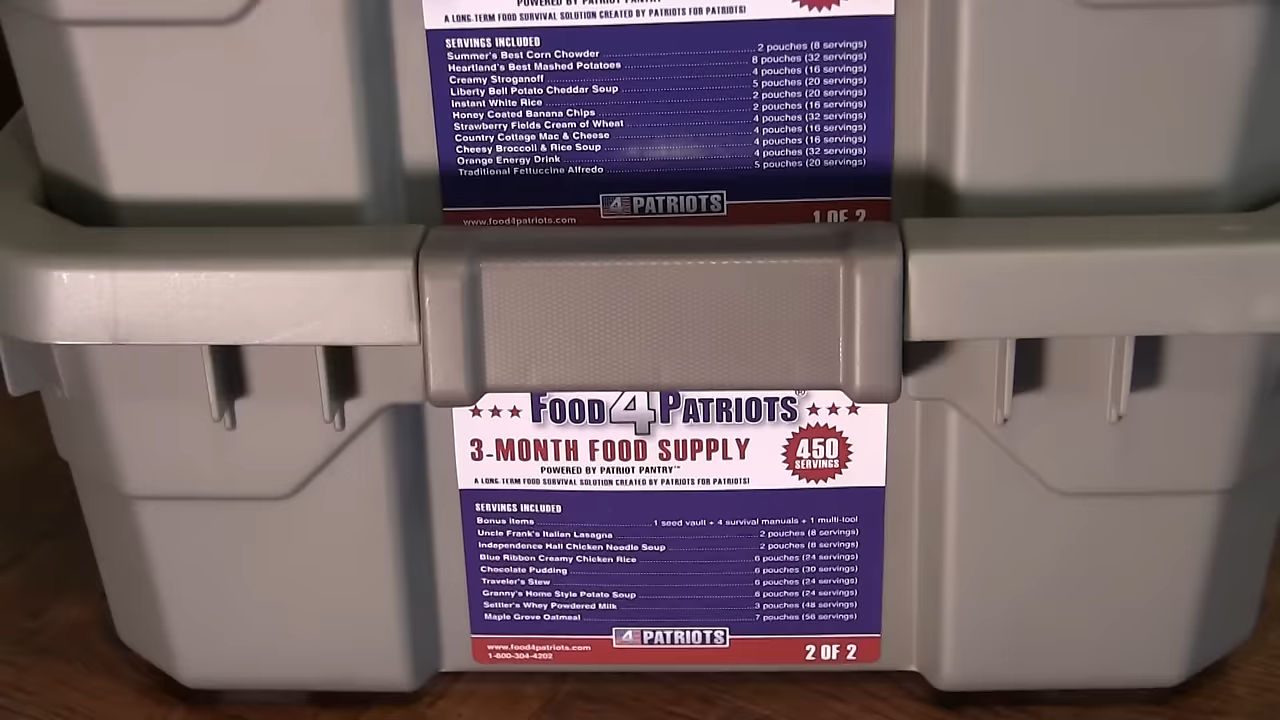 POWERED BY PATRIOT PANTRY
A LONG-TERM FOOD SURVIVAL SOLUTION CREATED BY PATRIOTS FOR PATRIOTS!
SERVINGS INCLUDED
Summer's Best Corn Chowder 2 pouches (8 servings)
Heartland's Best Mashed Potatoes 8 pouches (32 servings)
Creamy Stroganoff 4 pouches (16 servings)
Liberty Bell Potato Cheddar Soup 5 pouches (20 servings)
Instant White Rice 2 pouches (20 servings)
Honey Coated Banana Chips 2 pouches (16 servings)
Strawberry Fields Cream of Wheat 4 pouches (32 servings)
Country Cottage Mac & Cheese 4 pouches (16 servings)
Cheesy Broccoli & Rice Soup 4 pouches (16 servings)
Orange Energy Drink 4 pouches (32 servings)
Traditional Fettuccine Alfredo 5 pouches (20 servings)
4 PATRIOTS
www.food4patriots.com 1 OF 2
FOOD 4 PATRIOTS®
3-MONTH FOOD SUPPLY
450 SERVINGS
POWERED BY PATRIOT PANTRY™
A LONG-TERM FOOD SURVIVAL SOLUTION CREATED BY PATRIOTS FOR PATRIOTS!
SERVINGS INCLUDED
Bonus items 1 seed vault + 4 survival manuals + 1 multi-tool
Uncle Frank's Italian Lasagna 2 pouches (8 servings)
Independence Hall Chicken Noodle Soup 2 pouches (8 servings)
Blue Ribbon Creamy Chicken Rice 6 pouches (24 servings)
Chocolate Pudding 6 pouches (30 servings)
Traveler's Stew 6 pouches (24 servings)
Granny's Home Style Potato Soup 6 pouches (24 servings)
Settler's Whey Powdered Milk 3 pouches (48 servings)
Maple Grove Oatmeal 7 pouches (56 servings)
4 PATRIOTS
www.food4patriots.com
1-800-304-4202 2 OF 2